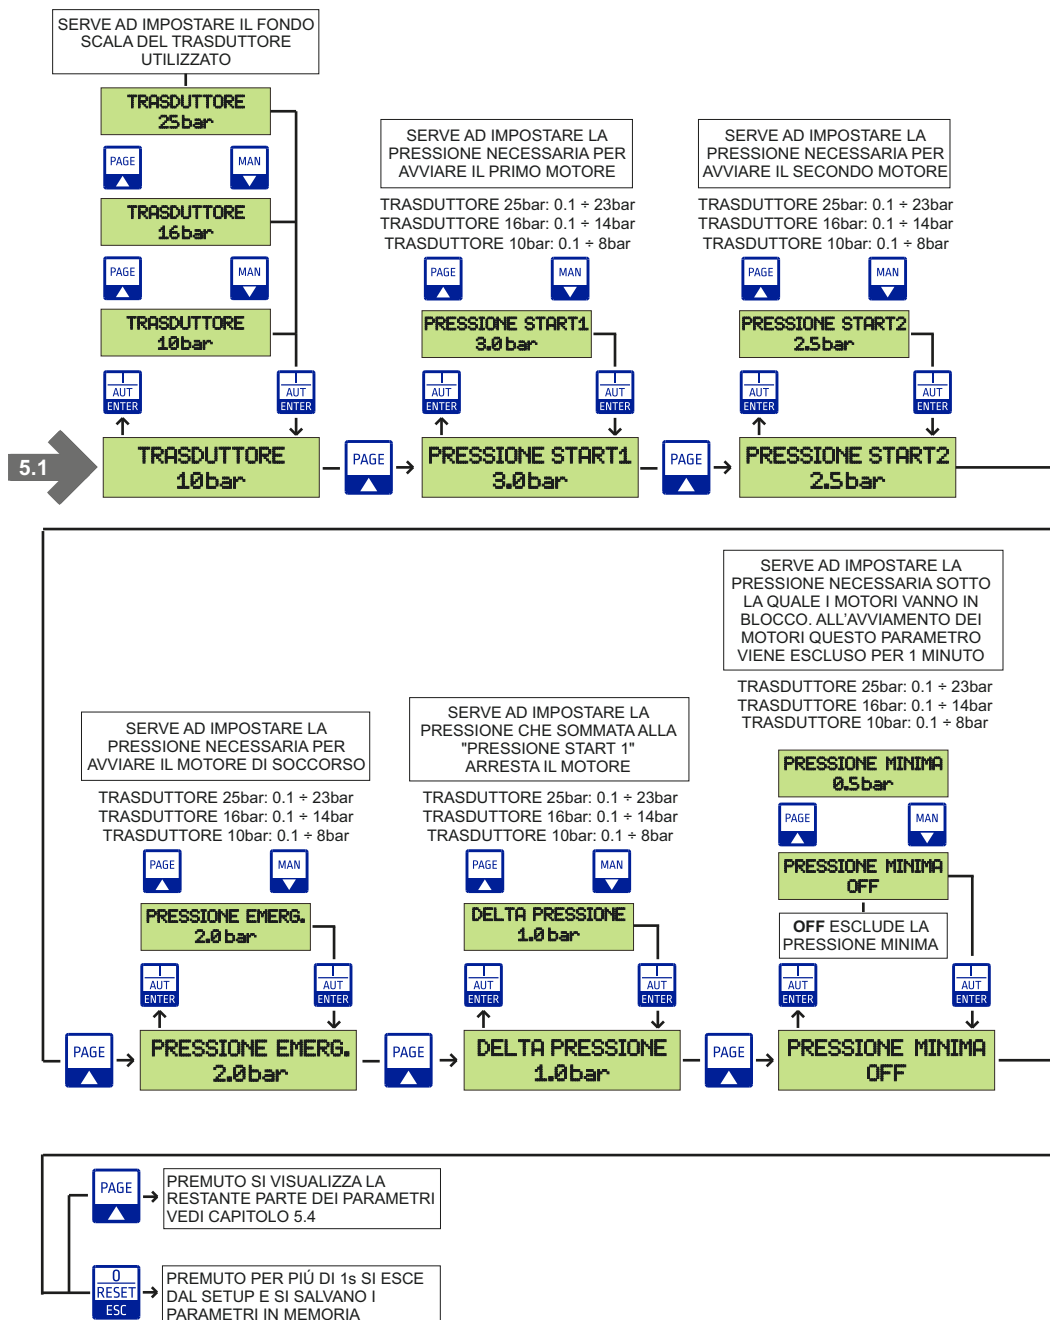 SERVE AD IMPOSTARE IL FONDO
SCALA DEL TRASDUTTORE
UTILIZZATO
TRASDUTTORE
25bar
PAGE
MAN
TRASDUTTORE
16bar
PAGE
MAN
TRASDUTTORE
10bar
I
AUT
ENTER
I
AUT
ENTER
5.1
TRASDUTTORE
10bar
PAGE
SERVE AD IMPOSTARE LA
PRESSIONE NECESSARIA PER
AVVIARE IL PRIMO MOTORE
TRASDUTTORE 25bar: 0.1 ÷ 23bar
TRASDUTTORE 16bar: 0.1 ÷ 14bar
TRASDUTTORE 10bar: 0.1 ÷ 8bar
PAGE
MAN
PRESSIONE START1
3.0 bar
I
AUT
ENTER
I
AUT
ENTER
PRESSIONE START1
3.0bar
PAGE
SERVE AD IMPOSTARE LA
PRESSIONE NECESSARIA PER
AVVIARE IL SECONDO MOTORE
TRASDUTTORE 25bar: 0.1 ÷ 23bar
TRASDUTTORE 16bar: 0.1 ÷ 14bar
TRASDUTTORE 10bar: 0.1 ÷ 8bar
PAGE
MAN
PRESSIONE START2
2.5bar
I
AUT
ENTER
I
AUT
ENTER
PRESSIONE START2
2.5bar
SERVE AD IMPOSTARE LA
PRESSIONE NECESSARIA PER
AVVIARE IL MOTORE DI SOCCORSO
TRASDUTTORE 25bar: 0.1 ÷ 23bar
TRASDUTTORE 16bar: 0.1 ÷ 14bar
TRASDUTTORE 10bar: 0.1 ÷ 8bar
PAGE
MAN
PRESSIONE EMERG.
2.0 bar
I
AUT
ENTER
I
AUT
ENTER
PAGE
PRESSIONE EMERG.
2.0bar
PAGE
SERVE AD IMPOSTARE LA
PRESSIONE CHE SOMMATA ALLA
"PRESSIONE START 1"
ARRESTA IL MOTORE
TRASDUTTORE 25bar: 0.1 ÷ 23bar
TRASDUTTORE 16bar: 0.1 ÷ 14bar
TRASDUTTORE 10bar: 0.1 ÷ 8bar
PAGE
MAN
DELTA PRESSIONE
1.0 bar
I
AUT
ENTER
I
AUT
ENTER
DELTA PRESSIONE
1.0bar
PAGE
SERVE AD IMPOSTARE LA
PRESSIONE NECESSARIA SOTTO
LA QUALE I MOTORI VANNO IN
BLOCCO. ALL'AVVIAMENTO DEI
MOTORI QUESTO PARAMETRO
VIENE ESCLUSO PER 1 MINUTO
TRASDUTTORE 25bar: 0.1 ÷ 23bar
TRASDUTTORE 16bar: 0.1 ÷ 14bar
TRASDUTTORE 10bar: 0.1 ÷ 8bar
PRESSIONE MINIMA
0.5bar
PAGE
MAN
PRESSIONE MINIMA
OFF
OFF ESCLUDE LA
PRESSIONE MINIMA
I
AUT
ENTER
I
AUT
ENTER
PRESSIONE MINIMA
OFF
PAGE
PREMUTO SI VISUALIZZA LA
RESTANTE PARTE DEI PARAMETRI
VEDI CAPITOLO 5.4
0
RESET
ESC
PREMUTO PER PIÚ DI 1s SI ESCE
DAL SETUP E SI SALVANO I
PARAMETRI IN MEMORIA